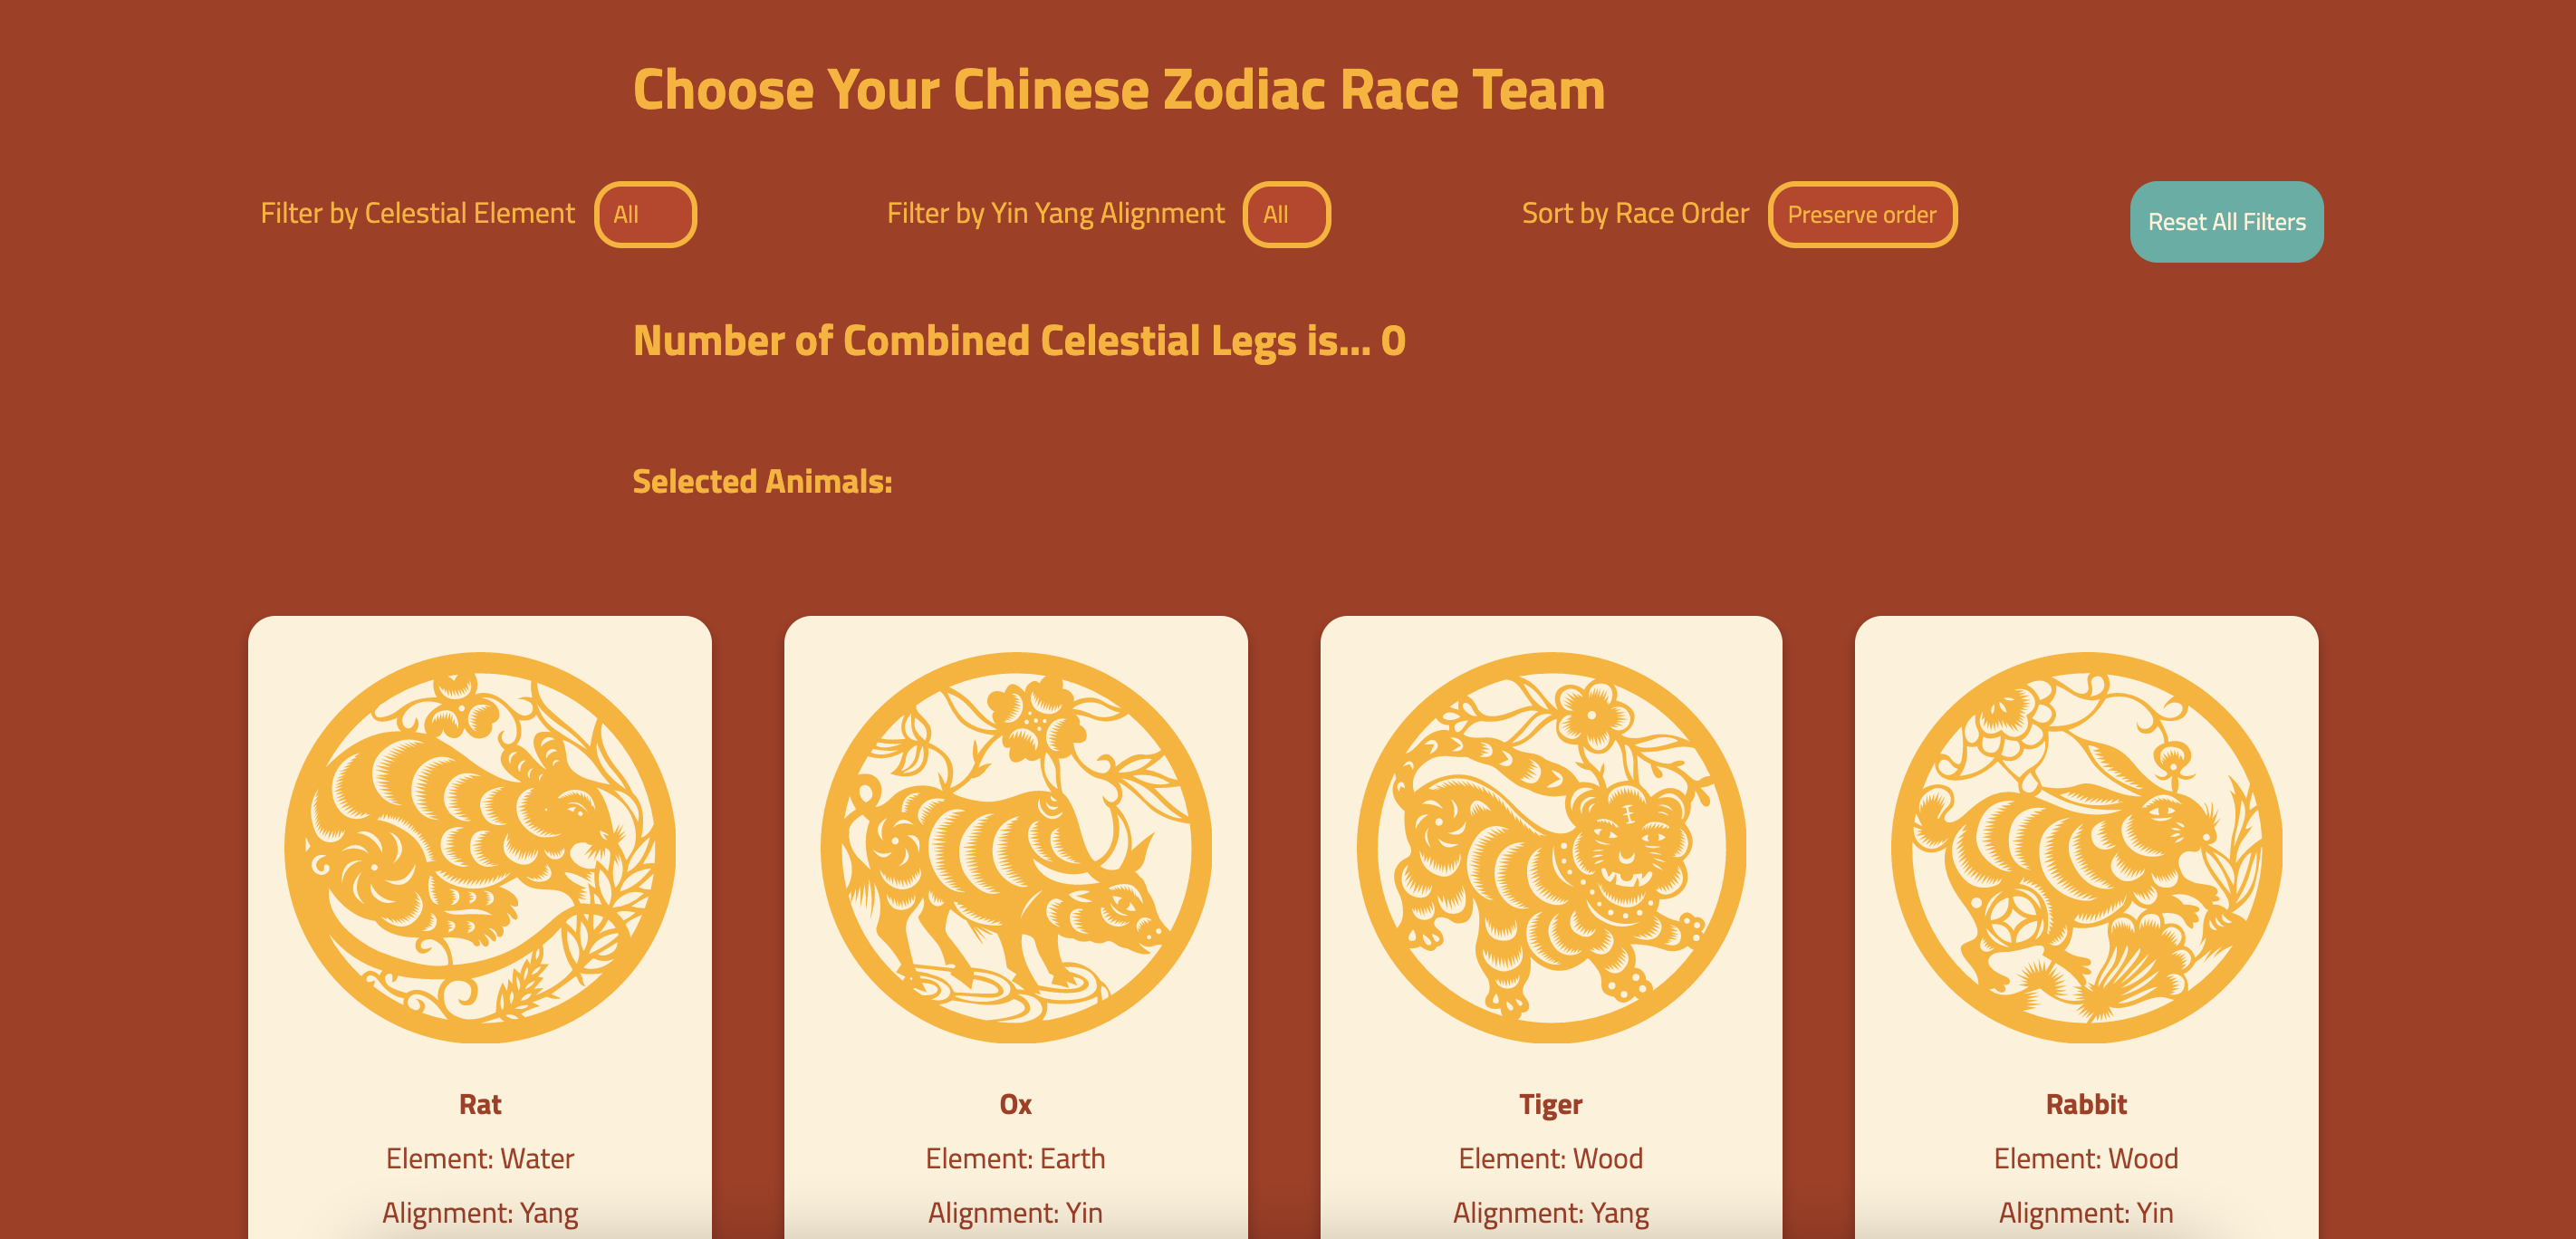 Choose Your Chinese Zodiac Race Team
Filter by Celestial Element All Filter by Yin Yang Alignment All Sort by Race Order Preserve order Reset All Filters
Number of Combined Celestial Legs is... 0
Selected Animals:
Rat
Element: Water
Alignment: Yang
Ox
Element: Earth
Alignment: Yin
Tiger
Element: Wood
Alignment: Yang
Rabbit
Element: Wood
Alignment: Yin